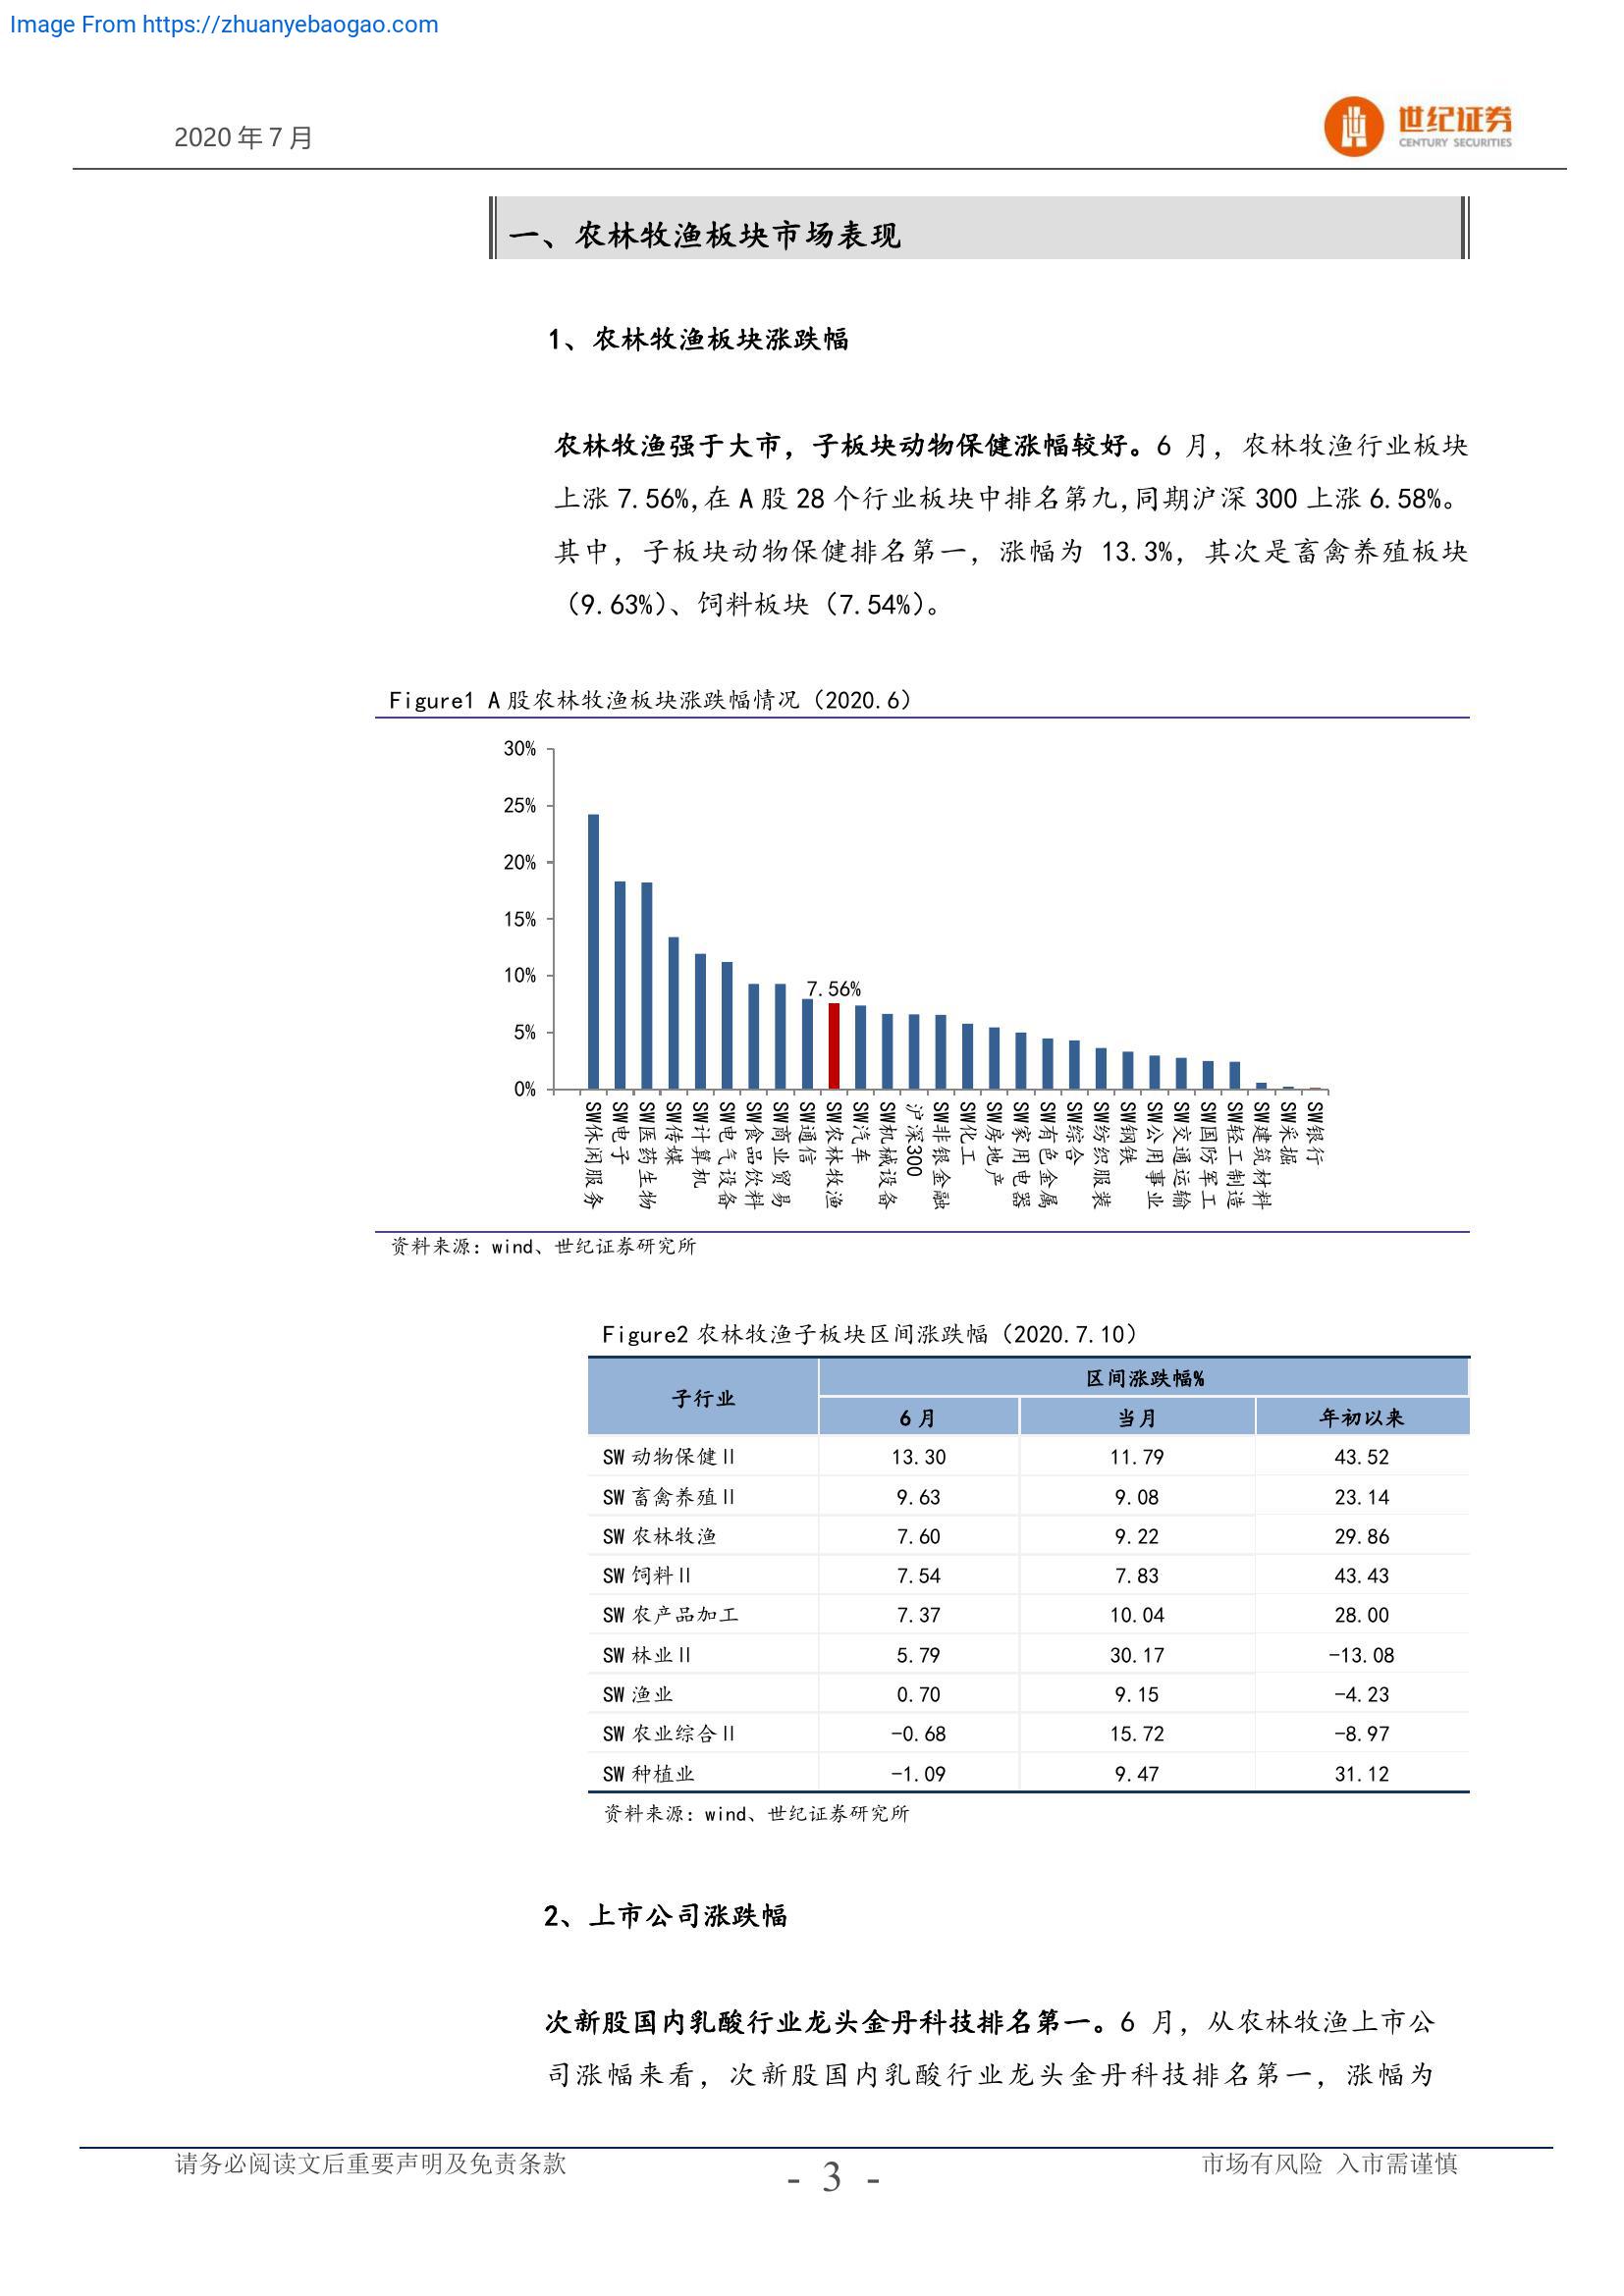 Image From https://zhuanyebaogao.com
2020 年 7 月
世纪证券
CENTURY SECURITIES
一、农林牧渔板块市场表现
1、农林牧渔板块涨跌幅
农林牧渔强于大市，子板块动物保健涨幅较好。6 月，农林牧渔行业板块
上涨 7.56%,在 A 股 28 个行业板块中排名第九,同期沪深 300 上涨 6.58%。
其中，子板块动物保健排名第一，涨幅为 13.3%，其次是畜禽养殖板块
（9.63%）、饲料板块（7.54%）。
Figure1 A 股农林牧渔板块涨跌幅情况（2020.6）
30%
25%
20%
15%
10%
5%
0%
7.56%
SW休闲服务
SW电子
SW医药生物
SW传媒
SW计算机
SW电气设备
SW食品饮料
SW商业贸易
SW通信
SW农林牧渔
SW汽车
SW机械设备
沪深300
SW非银金融
SW化工
SW房地产
SW家用电器
SW有色金属
SW综合
SW纺织服装
SW钢铁
SW公用事业
SW交通运输
SW国防军工
SW轻工制造
SW建筑材料
SW采掘
SW银行
资料来源：wind、世纪证券研究所
Figure2 农林牧渔子板块区间涨跌幅（2020.7.10）
子行业 区间涨跌幅%
6 月 当月 年初以来
SW 动物保健Ⅱ 13.30 11.79 43.52
SW 畜禽养殖Ⅱ 9.63 9.08 23.14
SW 农林牧渔 7.60 9.22 29.86
SW 饲料Ⅱ 7.54 7.83 43.43
SW 农产品加工 7.37 10.04 28.00
SW 林业Ⅱ 5.79 30.17 -13.08
SW 渔业 0.70 9.15 -4.23
SW 农业综合Ⅱ -0.68 15.72 -8.97
SW 种植业 -1.09 9.47 31.12
资料来源：wind、世纪证券研究所
2、上市公司涨跌幅
次新股国内乳酸行业龙头金丹科技排名第一。6 月，从农林牧渔上市公
司涨幅来看，次新股国内乳酸行业龙头金丹科技排名第一，涨幅为
请务必阅读文后重要声明及免责条款
- 3 -
市场有风险 入市需谨慎